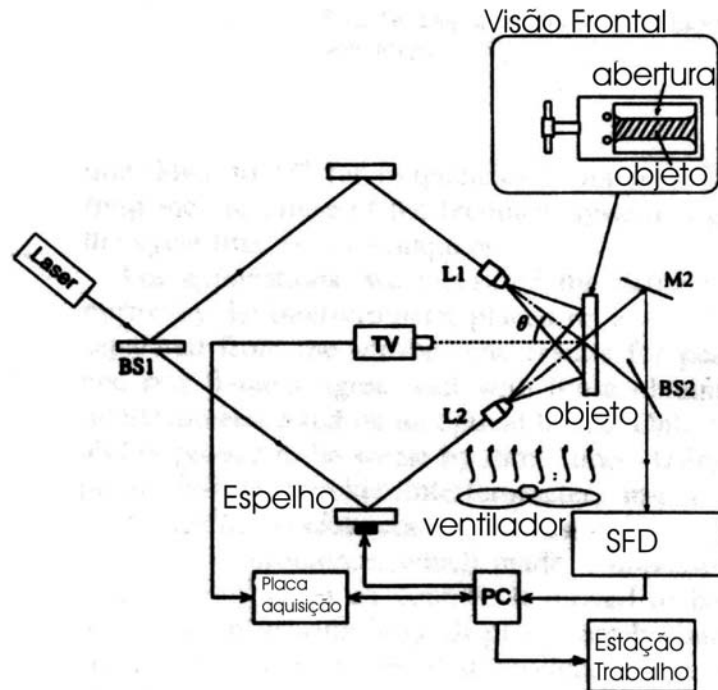 Visão Frontal
abertura
objeto
Laser
BS1
L1
θ
TV
L2
M2
BS2
objeto
Espelho
ventilador
SFD
Placa
aquisição
PC
Estação
Trabalho